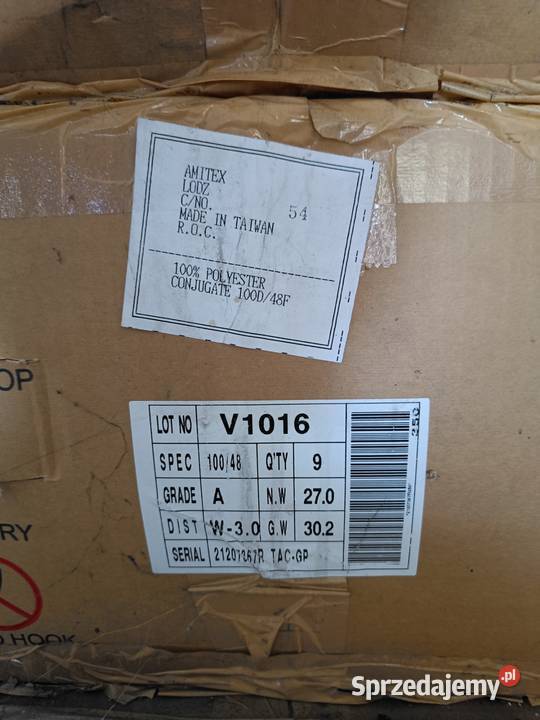 AMITEX
LODZ
C/NO. 54
MADE IN TAIWAN
R.O.C.
100% POLYESTER
CONJUGATE 100D/48F
OP
LOT NO V1016
SPEC 100/48 Q'TY 9
GRADE A N.W 27.0
DIST W-3.0 G.W 30.2
SERIAL TAC-GP
250
RY
HOOK
Sprzedajemy.pl